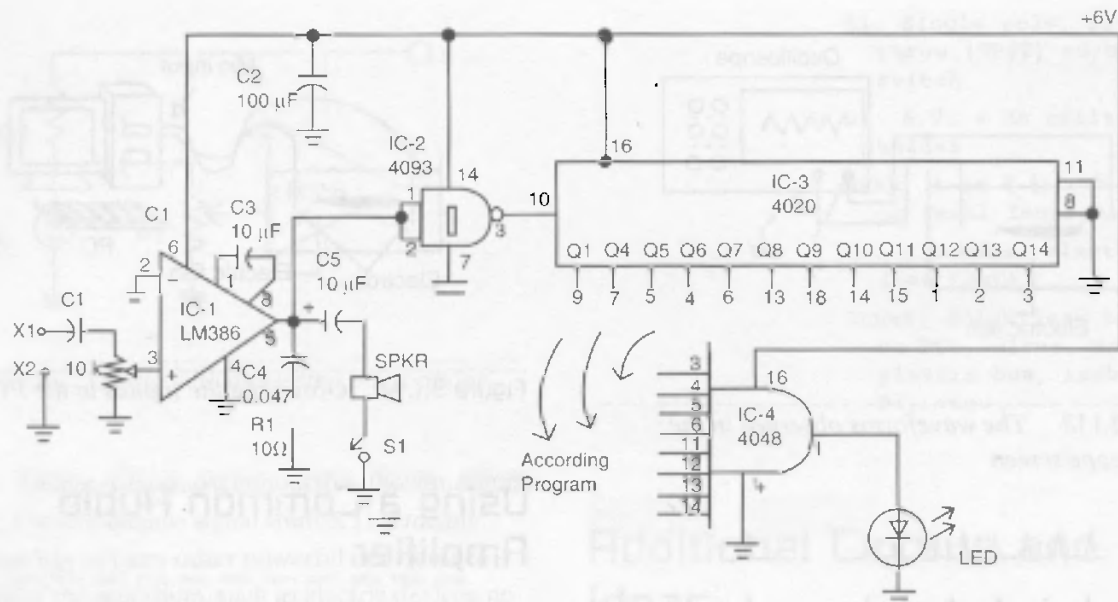 +6V
C2
100 µF
IC-2
4093
1
2
14
3
7
16
10
IC-3
4020
11
8
Q1 Q4 Q5 Q6 Q7 Q8 Q9 Q10 Q11 Q12 Q13 Q14
9 7 5 4 6 13 18 14 15 1 2 3
C1
C3
10 µF
6
2
−
1
8
C5
10 µF
IC-1
LM386
5
+
C1
X1
X2
10
3
+
4
C4
0.047
R1
10Ω
SPKR
S1
According
Program
3
4
5
6
11
12
13
14
16
IC-4
4048
1
LED
Oscilloscope
Using a Common Audio
Amplifier